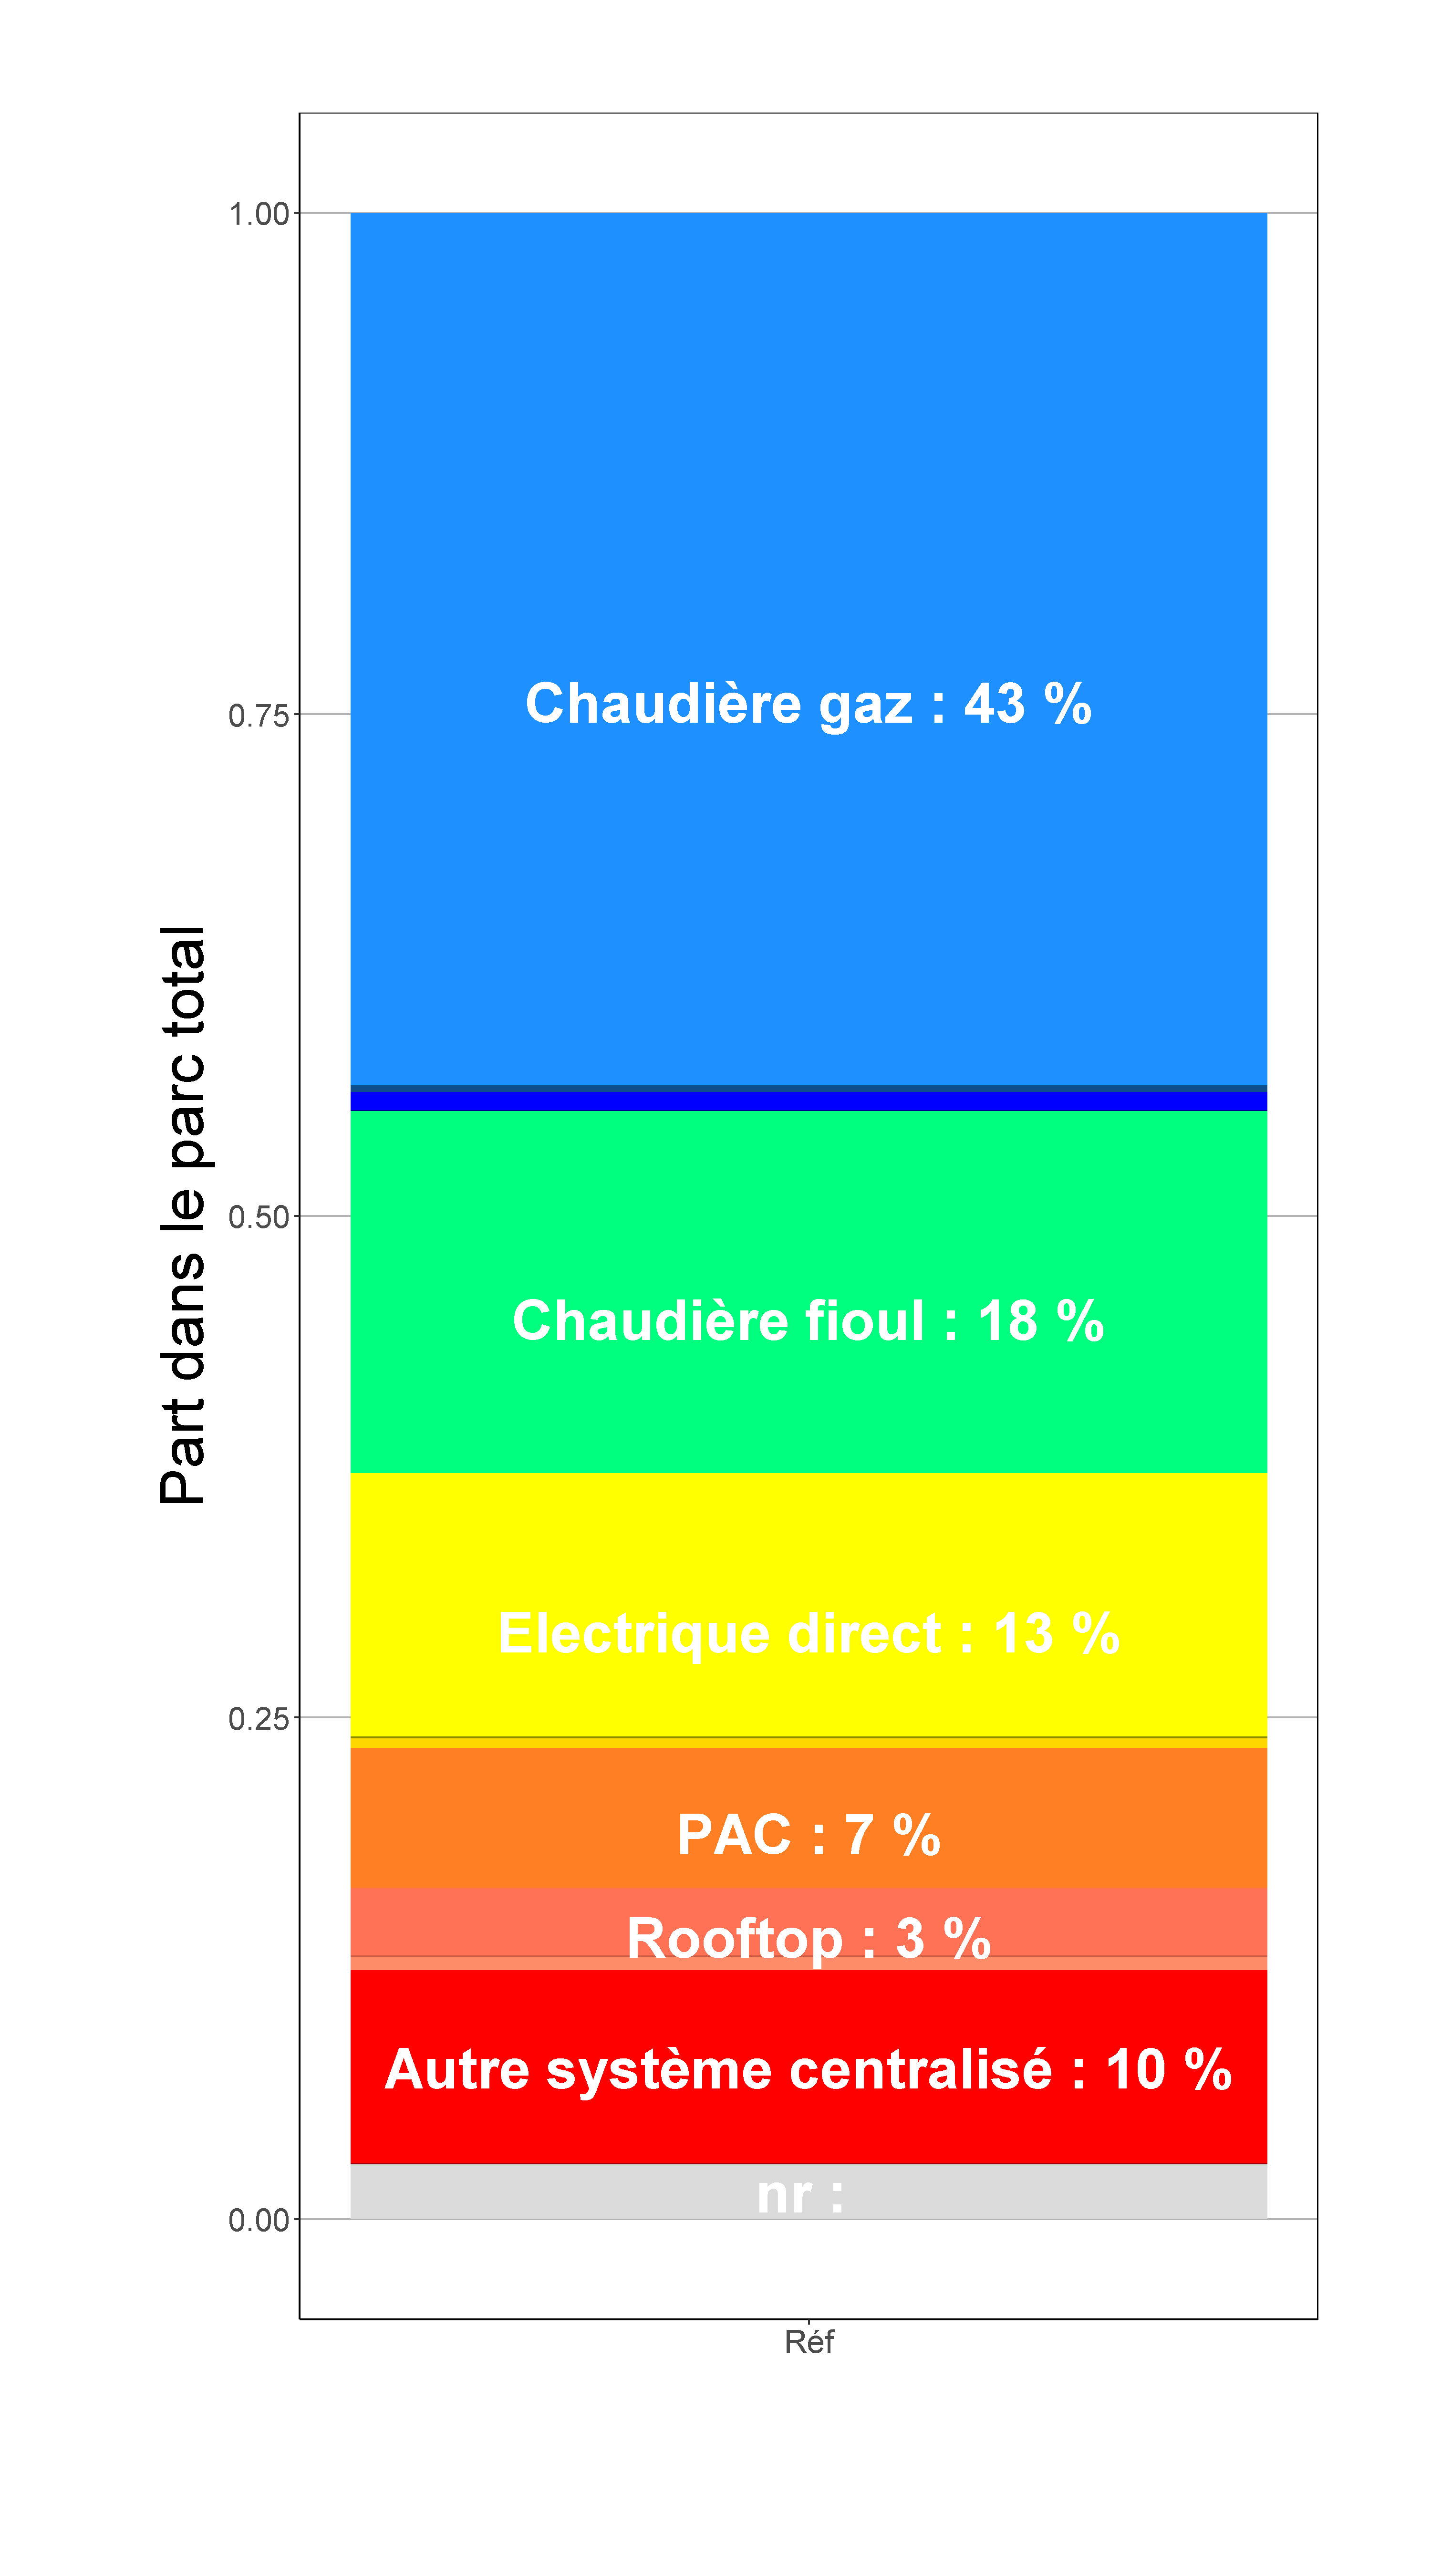 1.00
Chaudière gaz : 43 %
0.75
Part dans le parc total
0.50
Chaudière fioul : 18 %
Electrique direct : 13 %
0.25
PAC : 7 %
Rooftop : 3 %
Autre système centralisé : 10 %
nr :
0.00
Réf